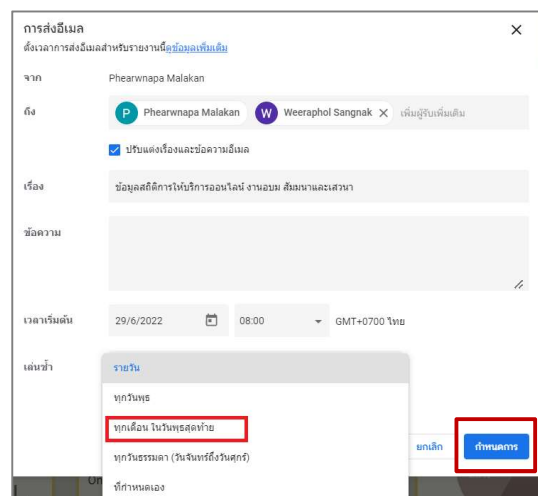 การส่งอีเมล
ตั้งเวลาการส่งอีเมลสำหรับรายงานนี้ดูข้อมูลเพิ่มเติม
จาก Phearwnapa Malakan
ถึง P Phearwnapa Malakan W Weeraphol Sangnak เพิ่มผู้รับเพิ่มเติม
ปรับแต่งเรื่องและข้อความอีเมล
เรื่อง ข้อมูลสถิติการให้บริการออนไลน์ งานอบม สัมมนาและเสวนา
ข้อความ
เวลาเริ่มต้น 29/6/2022 08:00 GMT+0700 ไทย
เล่นซ้ำ รายวัน
ทุกวันพุธ
ทุกเดือน ในวันพุธสุดท้าย
ยกเลิก กำหนดการ
ทุกวันธรรมดา (วันจันทร์ถึงวันศุกร์)
ที่กำหนดเอง